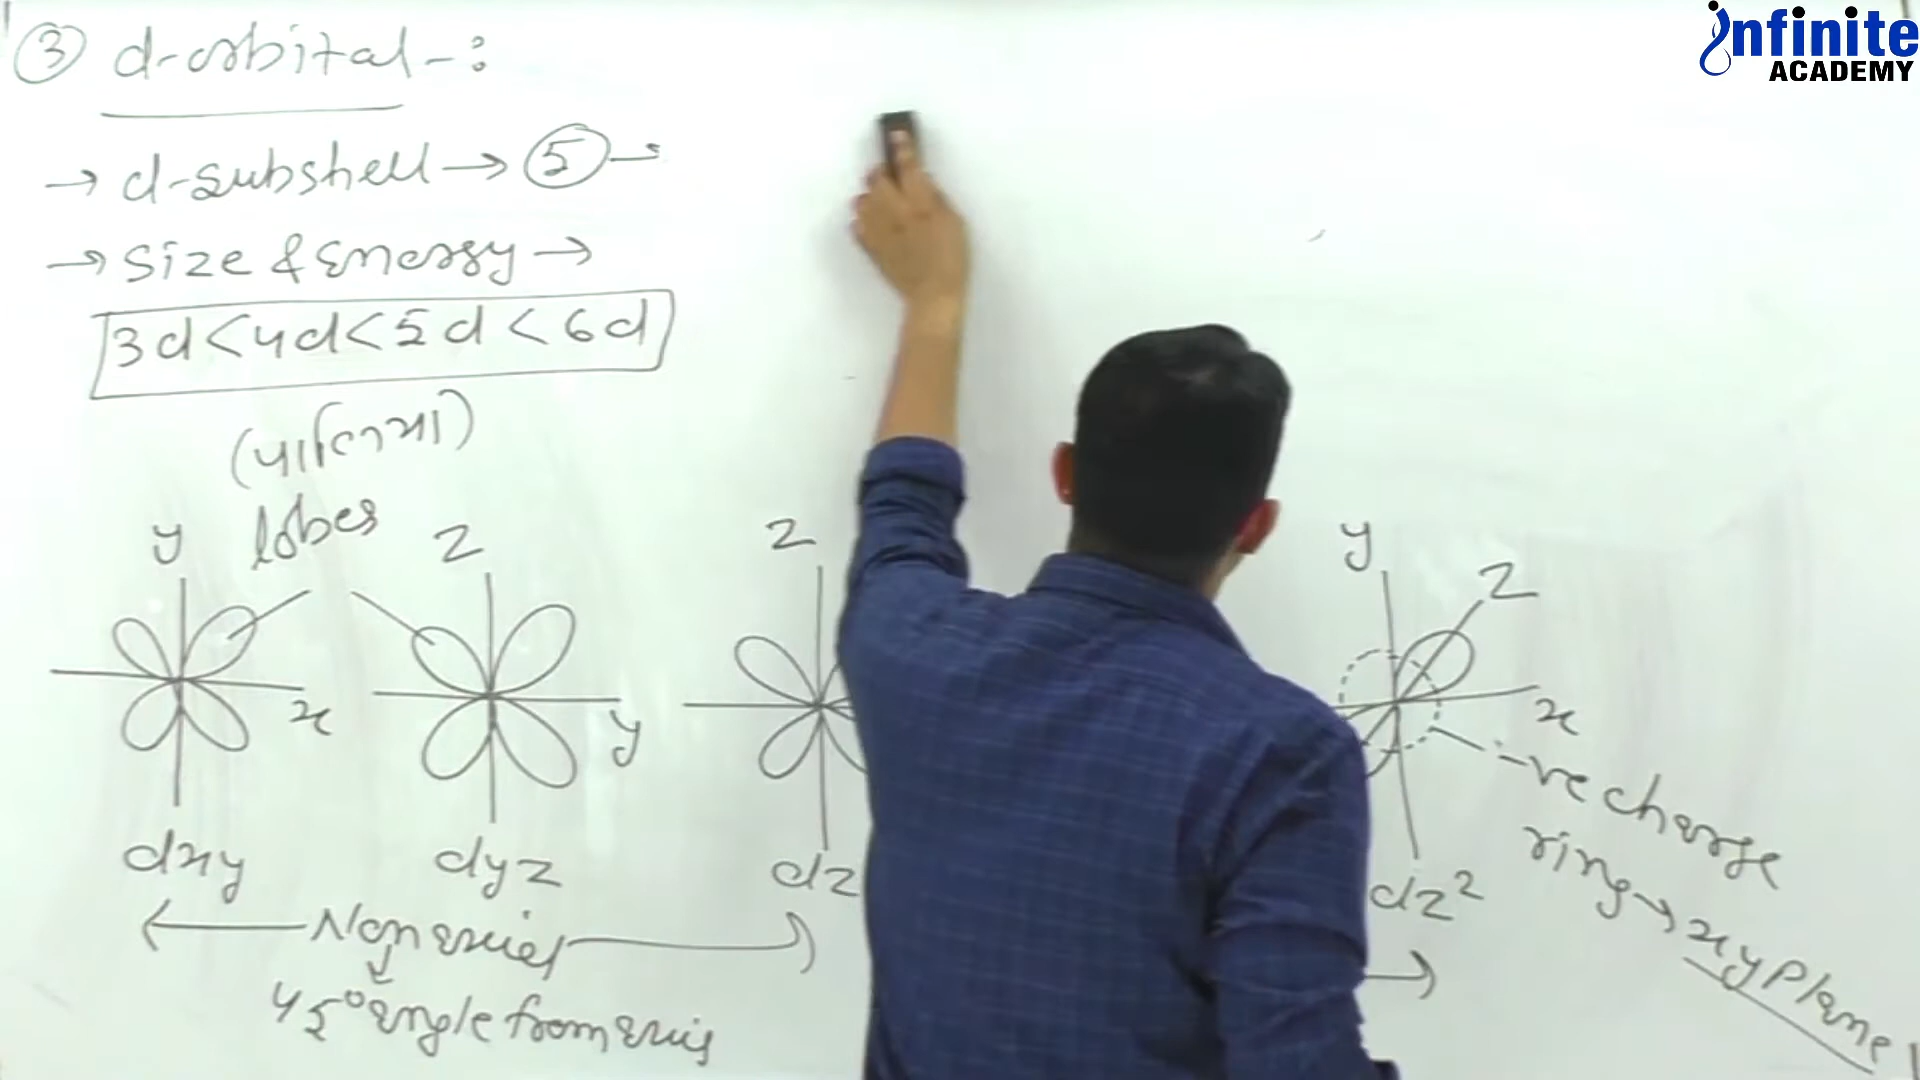 infinite
ACADEMY
③ d-orbital -:
→ d-subshell → ⑤ →
→ Size & Energy →
3d < 4d < 5d < 6d
lobes
y
z
z
y
z
x
y
x
-ve charge
ring → xy plane
dxy
dyz
dz
dz²
← Non axial →
→
45° angle from axis